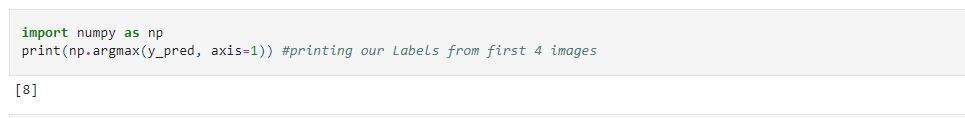 import numpy as np
print(np.argmax(y_pred, axis=1)) #printing our Labels from first 4 images
[8]